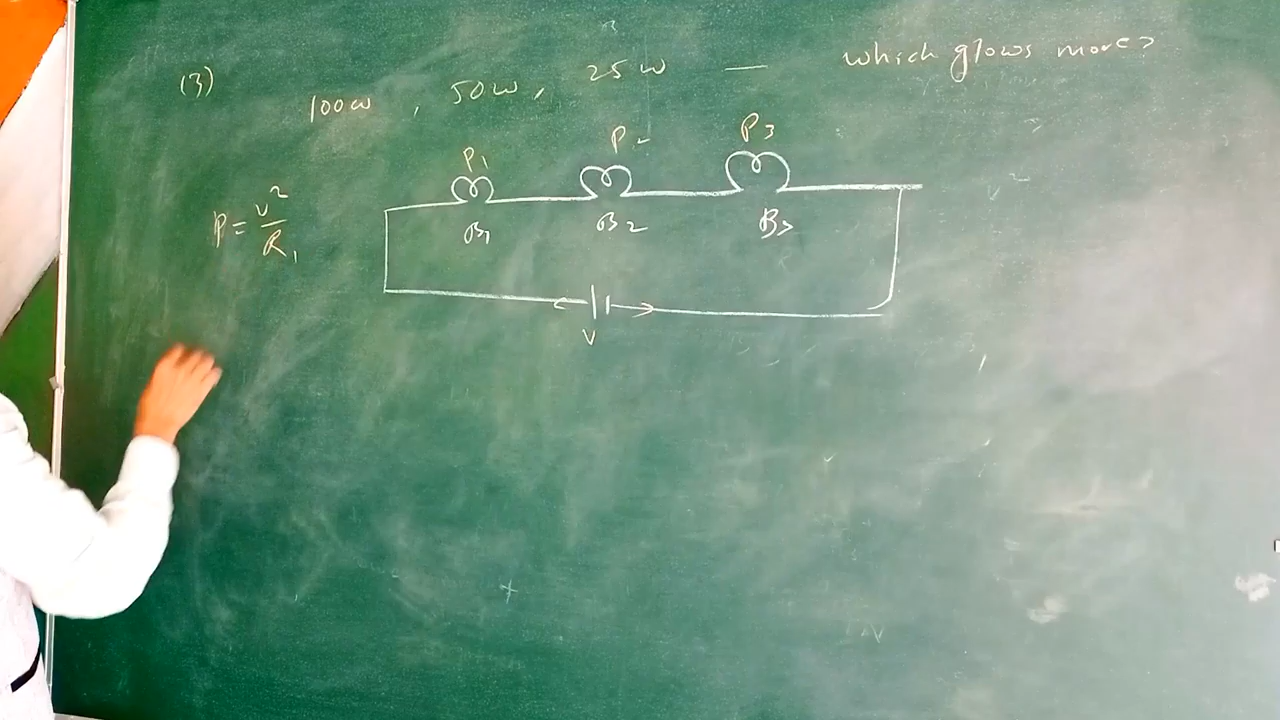 (3) 100w, 50w, 25w — which glows more?
P₁ P₂ P₃
P = v²/R₁
B₁ B₂ B₃
V